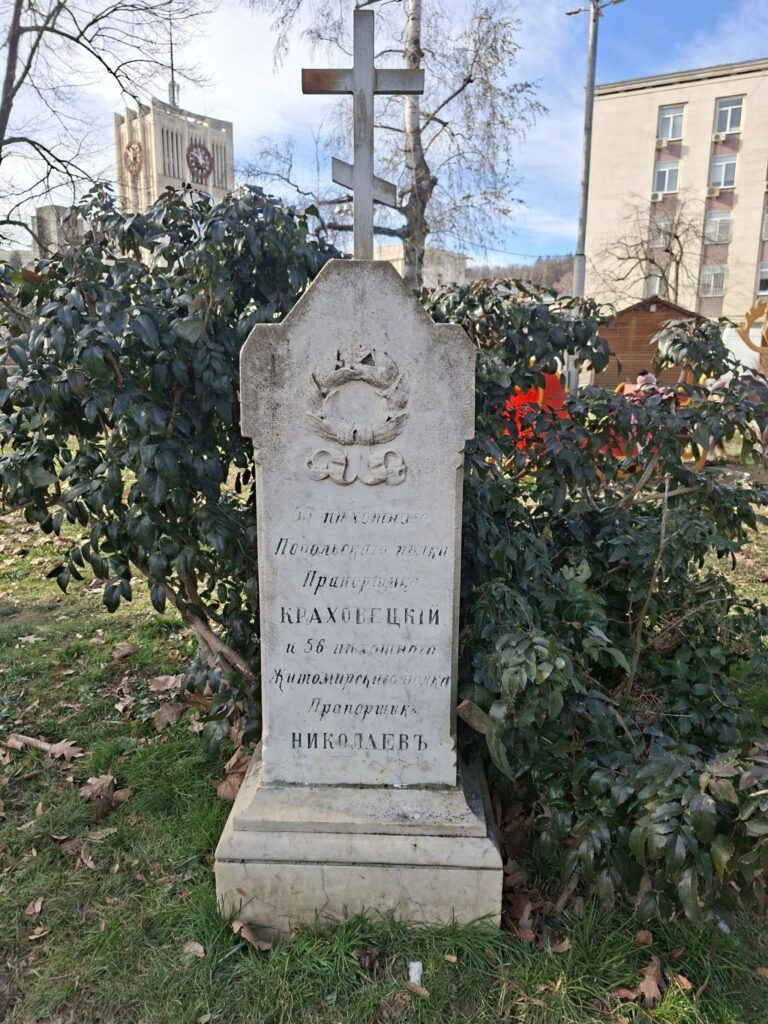 55 пѣхотнаго
Подольскаго полка
Прапорщикъ
КРАХОВЕЦКІЙ
и 56 пѣхотнаго
Житомирскаго полка
Прапорщикъ
НИКОЛАЕВЪ